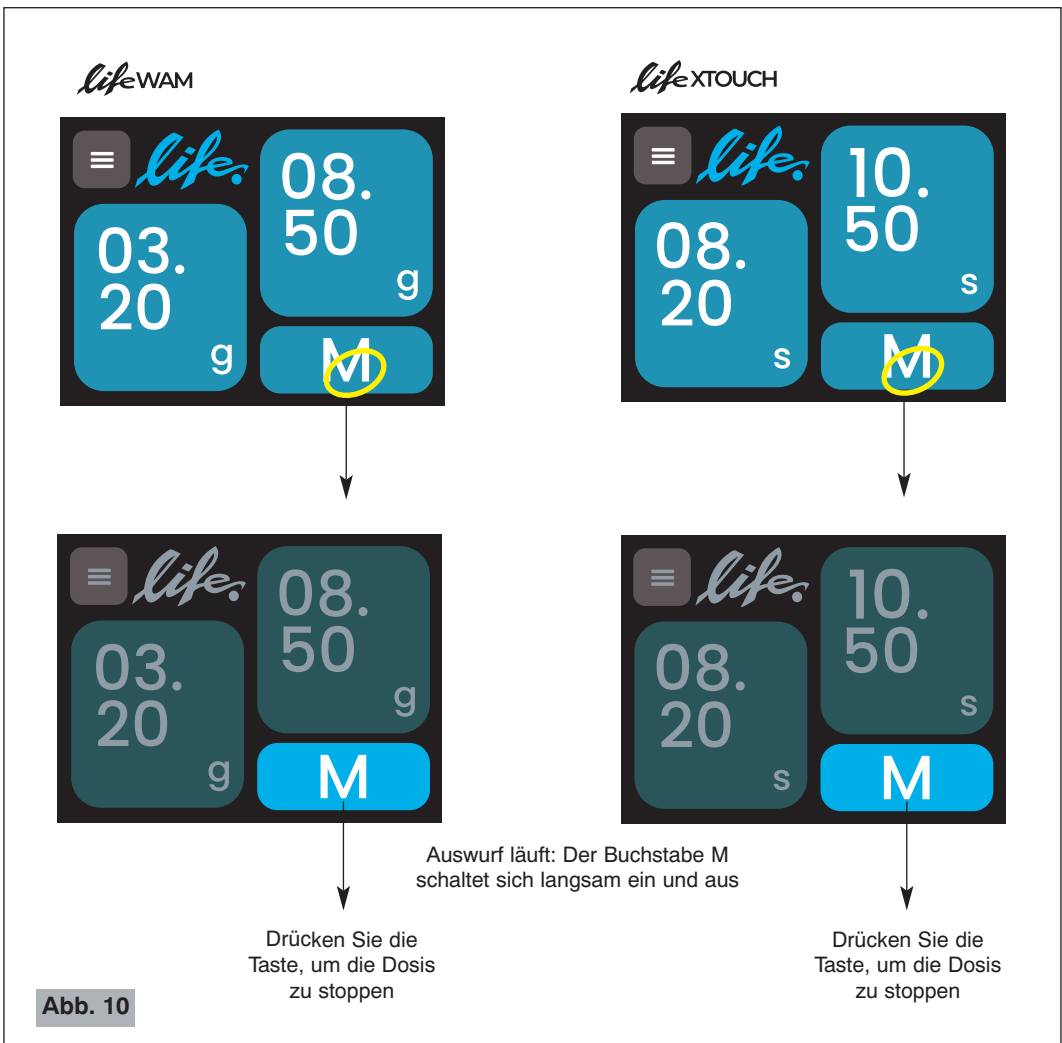 life WAM
life.
08.
50
g
03.
20
g
M
life.
08.
50
g
03.
20
g
M
life XTOUCH
life.
10.
50
s
08.
20
s
M
life.
10.
50
s
08.
20
s
M
Auswurf läuft: Der Buchstabe M
schaltet sich langsam ein und aus
Drücken Sie die
Taste, um die Dosis
zu stoppen
Drücken Sie die
Taste, um die Dosis
zu stoppen
Abb. 10